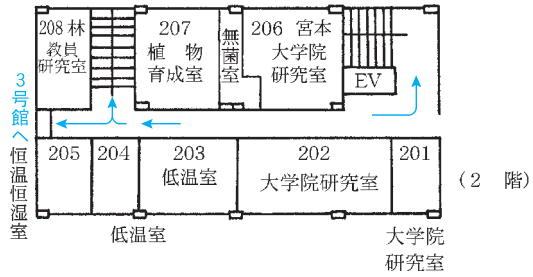 208 林
教員
研究室
207
植　物
育成室
無菌室
206 宮本
大学院
研究室
EV
3号館へ
恒温恒湿室
205
204
203
低温室
202
大学院研究室
201
(2　階)
低温室
大学院
研究室